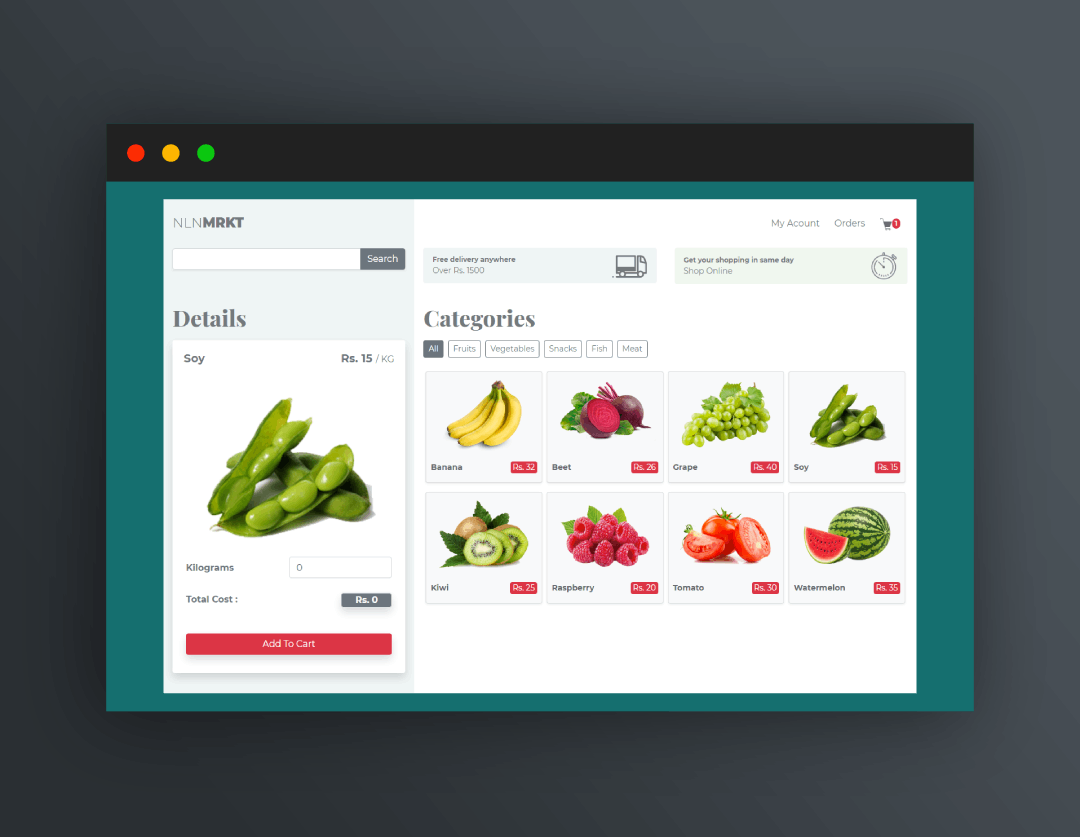 NLNMRKT
My Acount
Orders
1
Search
Free delivery anywhere
Over Rs. 1500
Get your shopping in same day
Shop Online
Details
Soy
Rs. 15 / KG
Kilograms
0
Total Cost :
Rs. 0
Add To Cart
Categories
All
Fruits
Vegetables
Snacks
Fish
Meat
Banana
Rs. 32
Beet
Rs. 26
Grape
Rs. 40
Soy
Rs. 15
Kiwi
Rs. 25
Raspberry
Rs. 20
Tomato
Rs. 30
Watermelon
Rs. 35